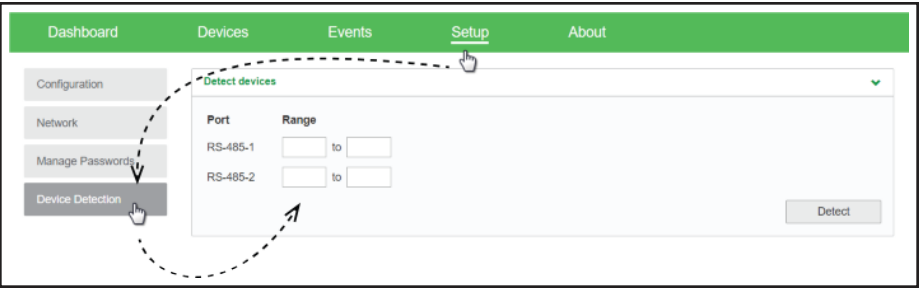 Dashboard Devices Events Setup About
Configuration
Network
Manage Passwords
Device Detection
Detect devices
Port Range
RS-485-1 to
RS-485-2 to
Detect